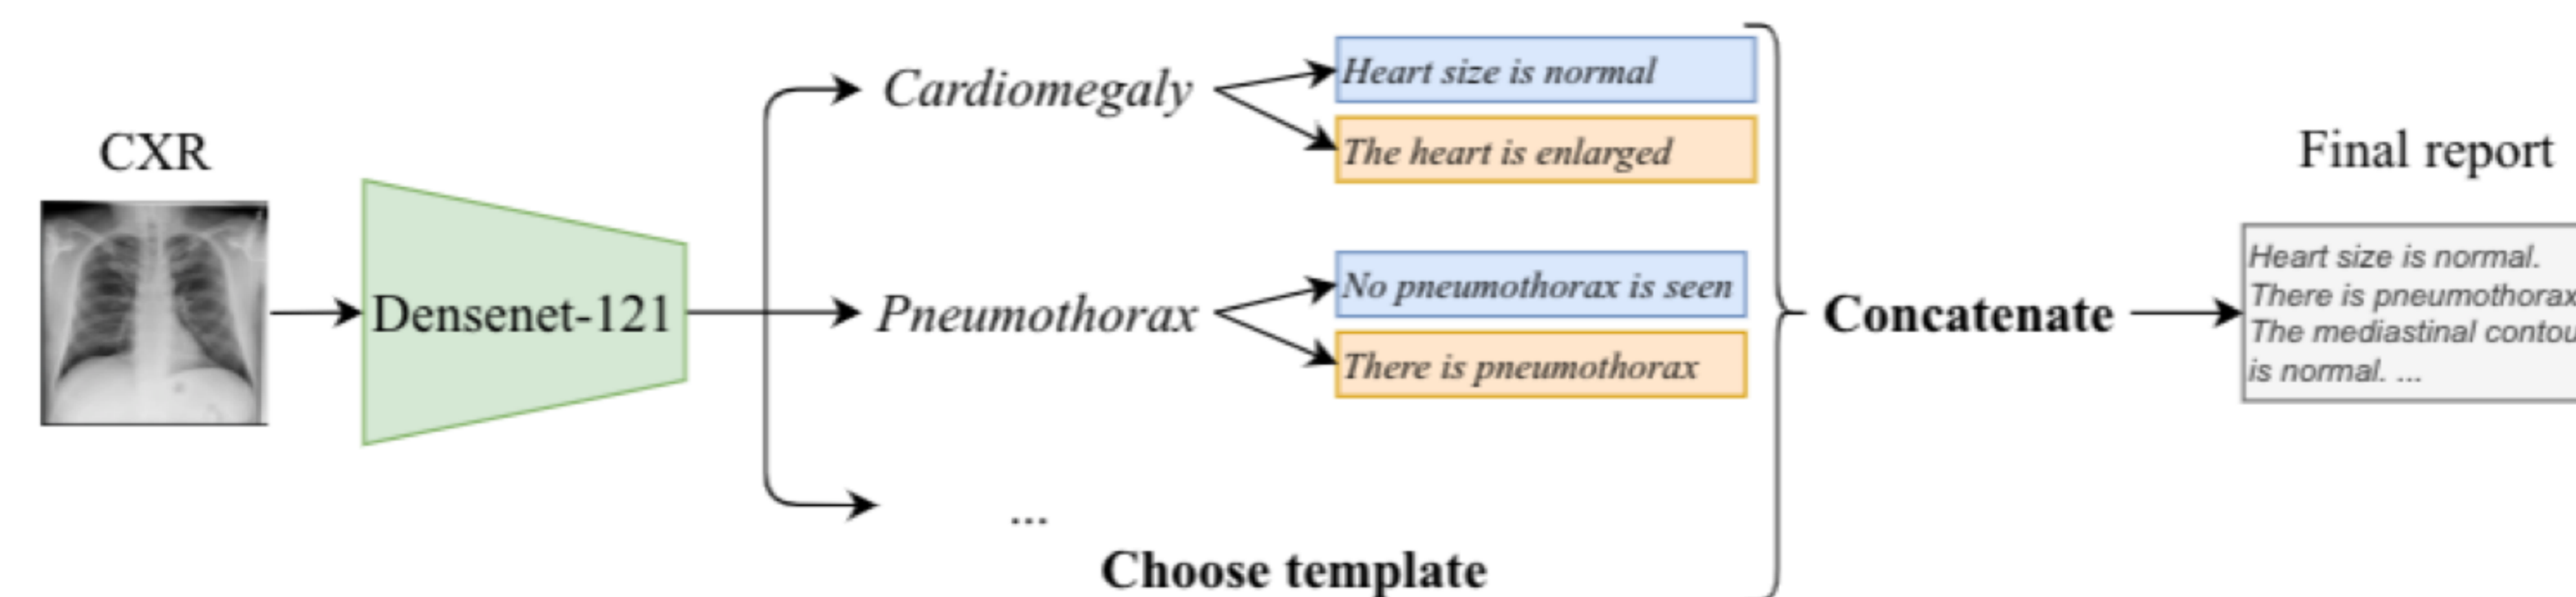 CXR
Densenet-121
Cardiomegaly
Heart size is normal
The heart is enlarged
Pneumothorax
No pneumothorax is seen
There is pneumothorax
...
Choose template
Concatenate
Final report
Heart size is normal.
There is pneumothorax
The mediastinal
is normal. ...